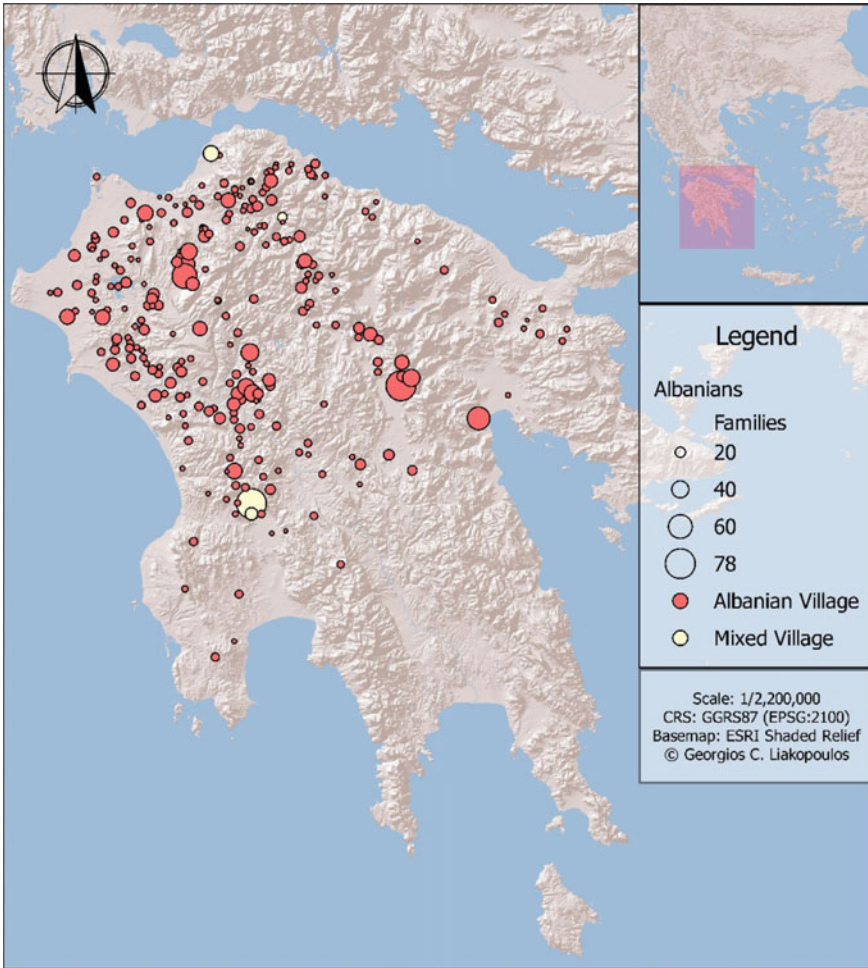 Legend
Albanians
Families
20
40
60
78
Albanian Village
Mixed Village
Scale: 1/2,200,000
CRS: GGRS87 (EPSG:2100)
Basemap: ESRI Shaded Relief
© Georgios C. Liakopoulos